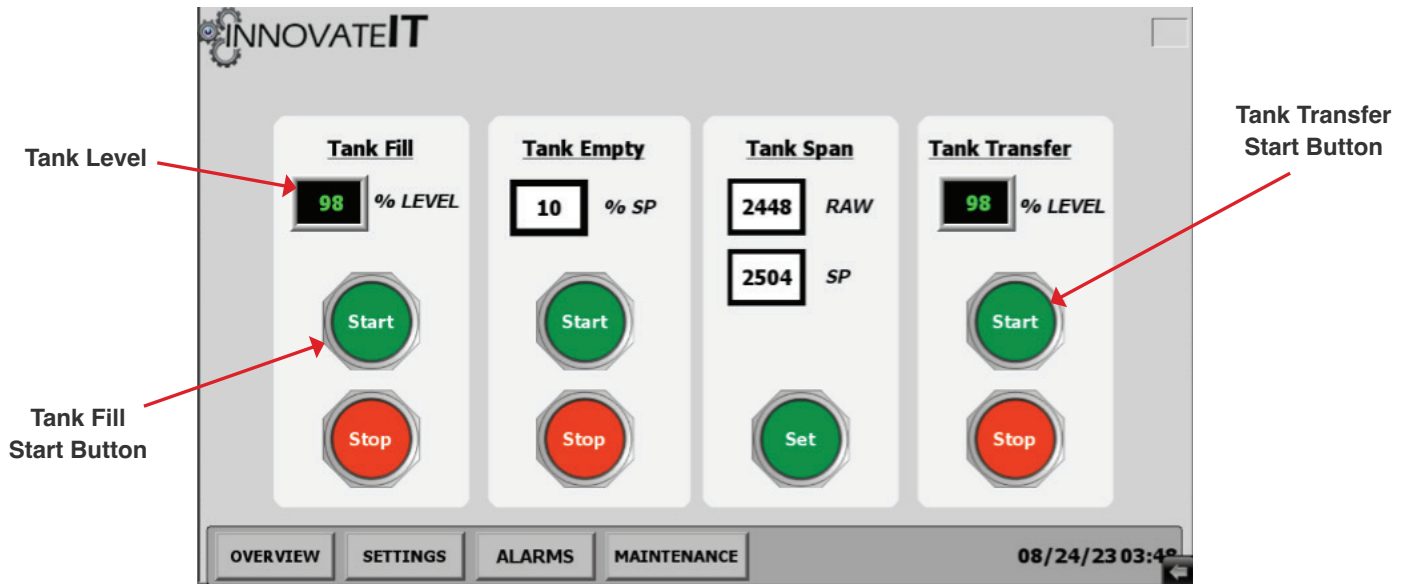 INNOVATEIT
Tank Transfer
Start Button
Tank Level
Tank Fill
98 % LEVEL
Start
Stop
Tank Empty
10 % SP
Start
Stop
Tank Span
2448 RAW
2504 SP
Set
Tank Transfer
98 % LEVEL
Start
Stop
Tank Fill
Start Button
OVERVIEW SETTINGS ALARMS MAINTENANCE 08/24/23 03:48